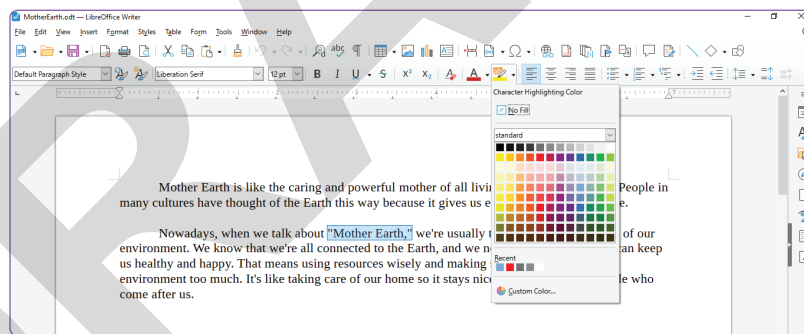 MotherEarth.odt — LibreOffice Writer
File Edit View Insert Format Styles Table Form Tools Window Help
Default Paragraph Style Liberation Serif 12 pt B I U S X² X₂ A A
Character Highlighting Color
No Fill
standard
Recent
Custom Color...
Mother Earth is like the caring and powerful mother of all livi People in
many cultures have thought of the Earth this way because it gives us e e.
Nowadays, when we talk about "Mother Earth," we're usually t of our
environment. We know that we're all connected to the Earth, and we n can keep
us healthy and happy. That means using resources wisely and making
environment too much. It's like taking care of our home so it stays nice le who
come after us.